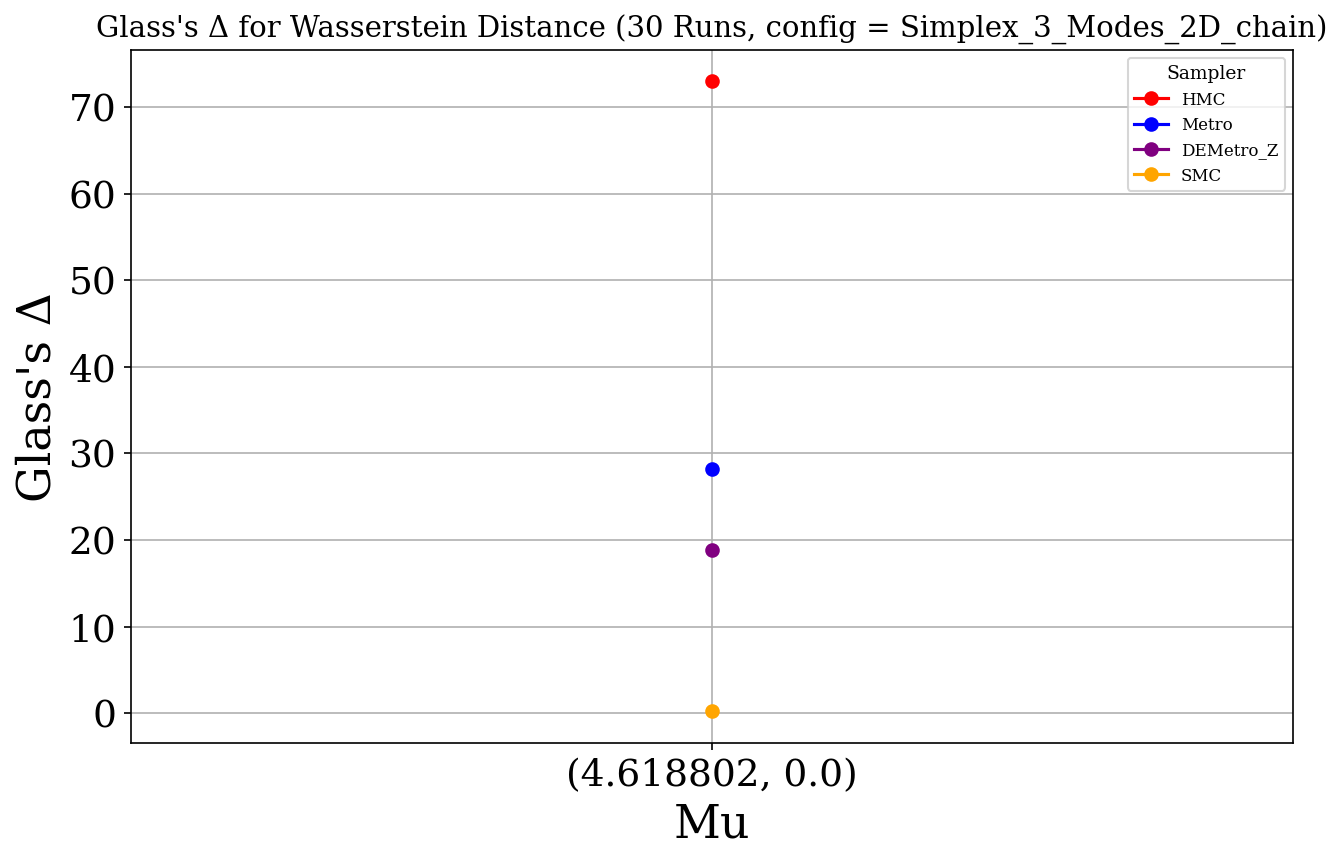 Glass's Δ for Wasserstein Distance (30 Runs, config = Simplex_3_Modes_2D_chain)
Sampler
HMC
Metro
DEMetro_Z
SMC
Glass's Δ
70
60
50
40
30
20
10
0
(4.618802, 0.0)
Mu